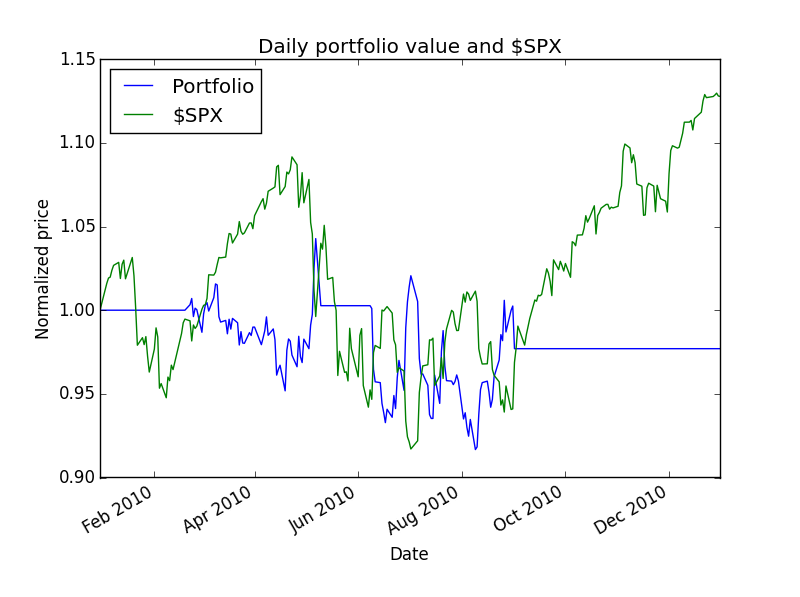 Daily portfolio value and $SPX
Portfolio
$SPX
1.15
1.10
1.05
1.00
0.95
0.90
Normalized price
Feb 2010
Apr 2010
Jun 2010
Aug 2010
Oct 2010
Dec 2010
Date